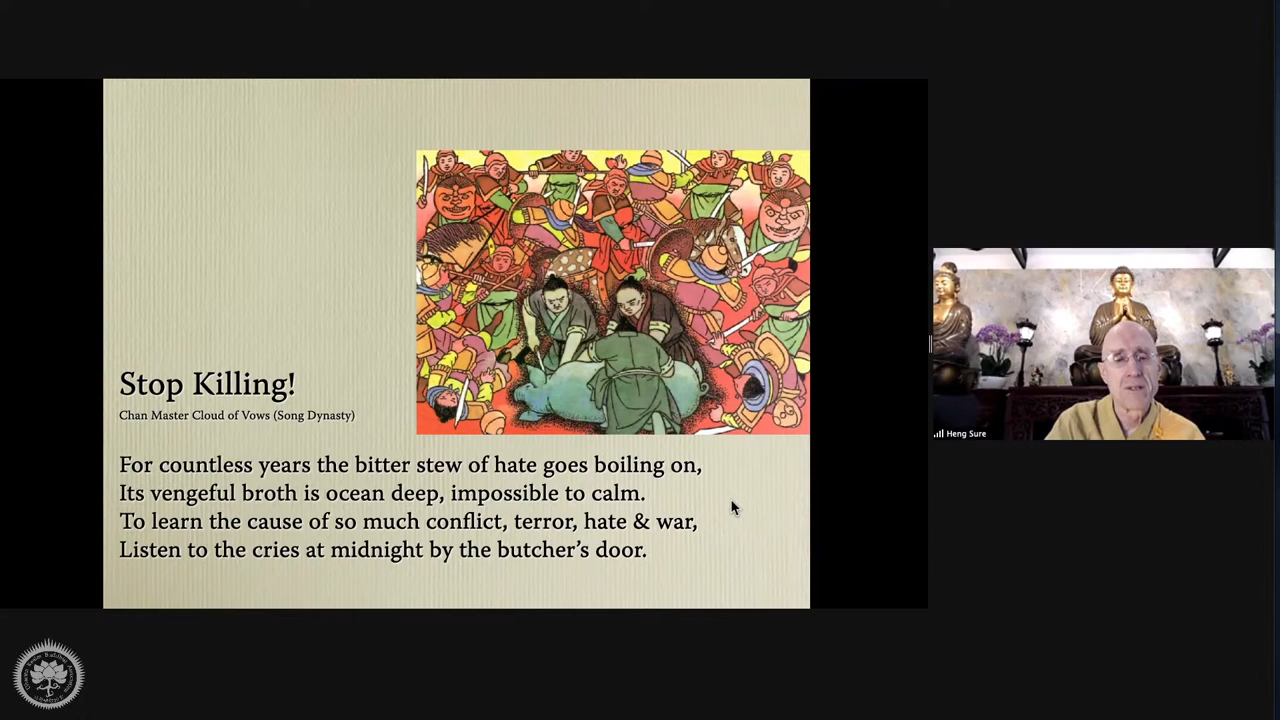 Stop Killing!
Chan Master Cloud of Vows (Song Dynasty)
For countless years the bitter stew of hate goes boiling on,
Its vengeful broth is ocean deep, impossible to calm.
To learn the cause of so much conflict, terror, hate & war,
Listen to the cries at midnight by the butcher's door.
Heng Sure